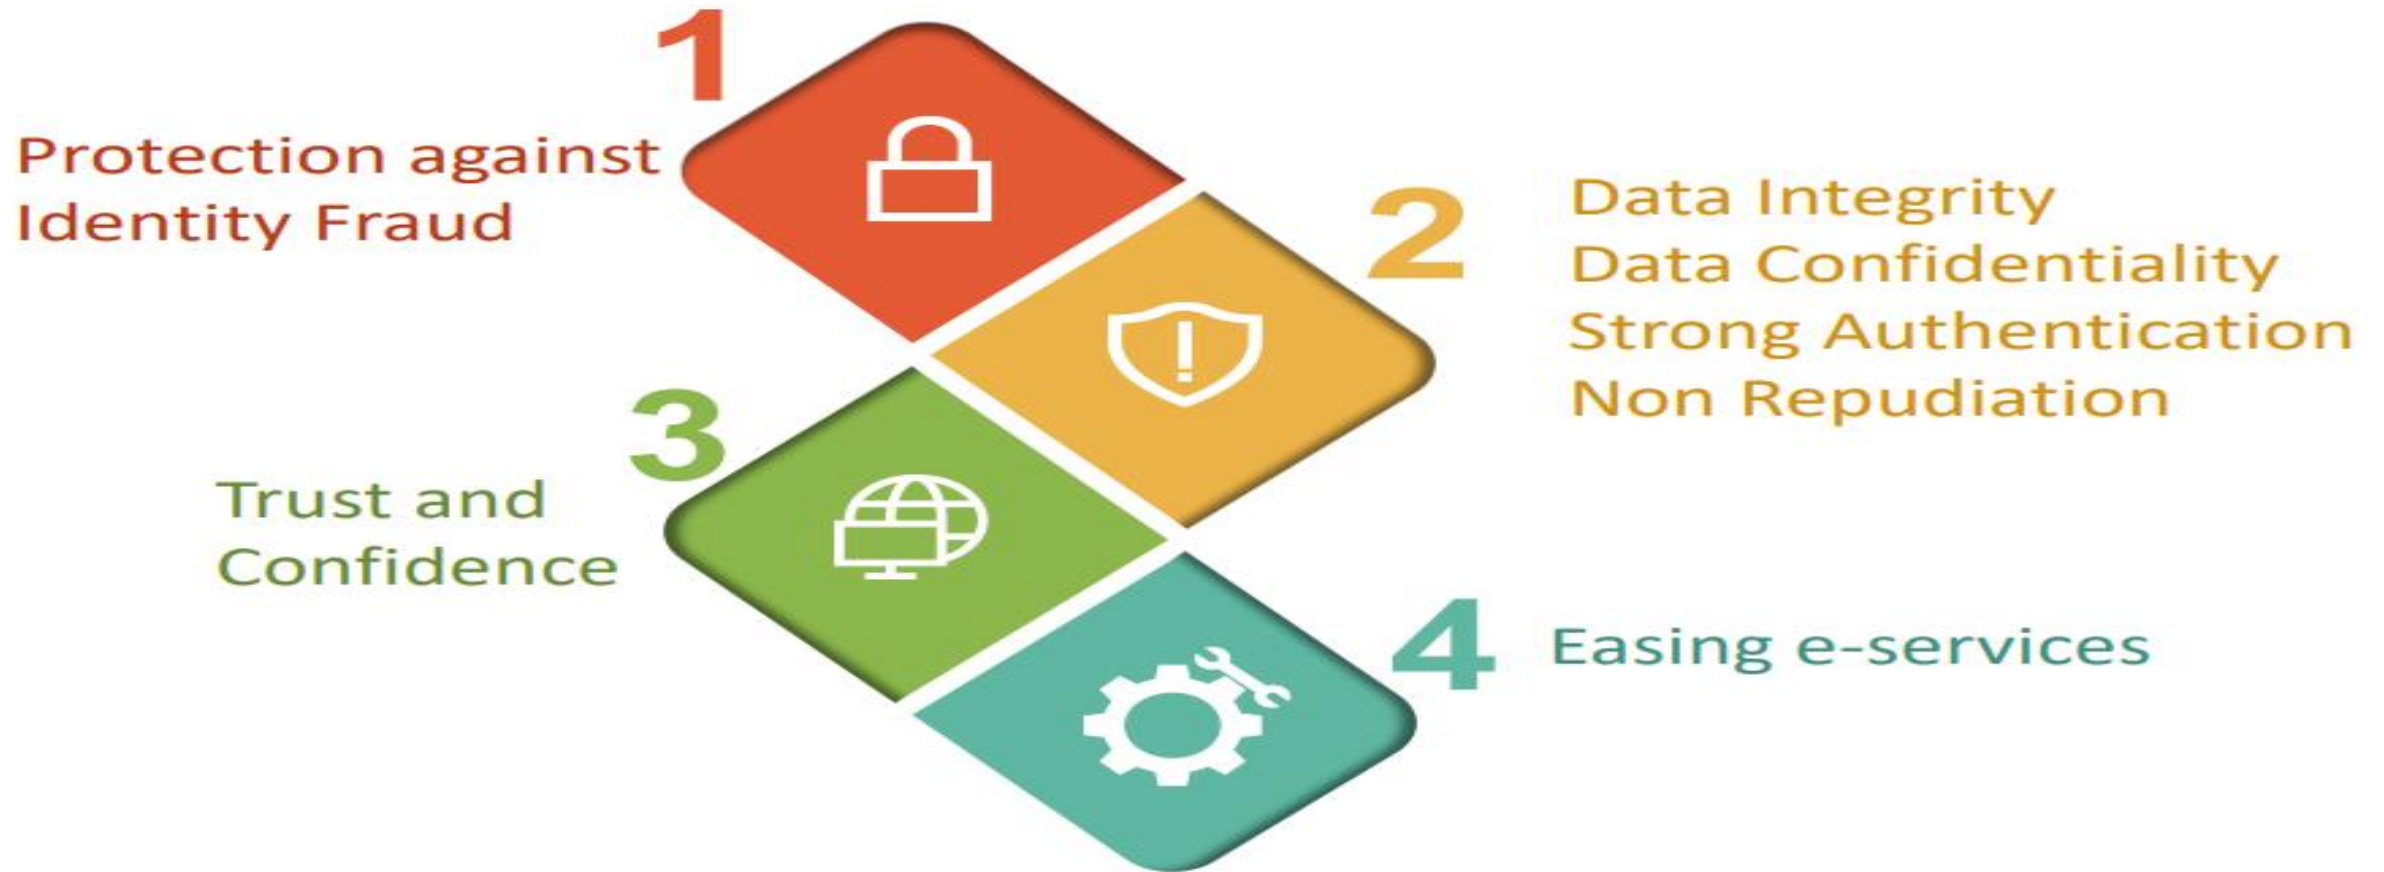 1
Protection against
Identity Fraud
2
Data Integrity
Data Confidentiality
Strong Authentication
Non Repudiation
3
Trust and
Confidence
4
Easing e-services